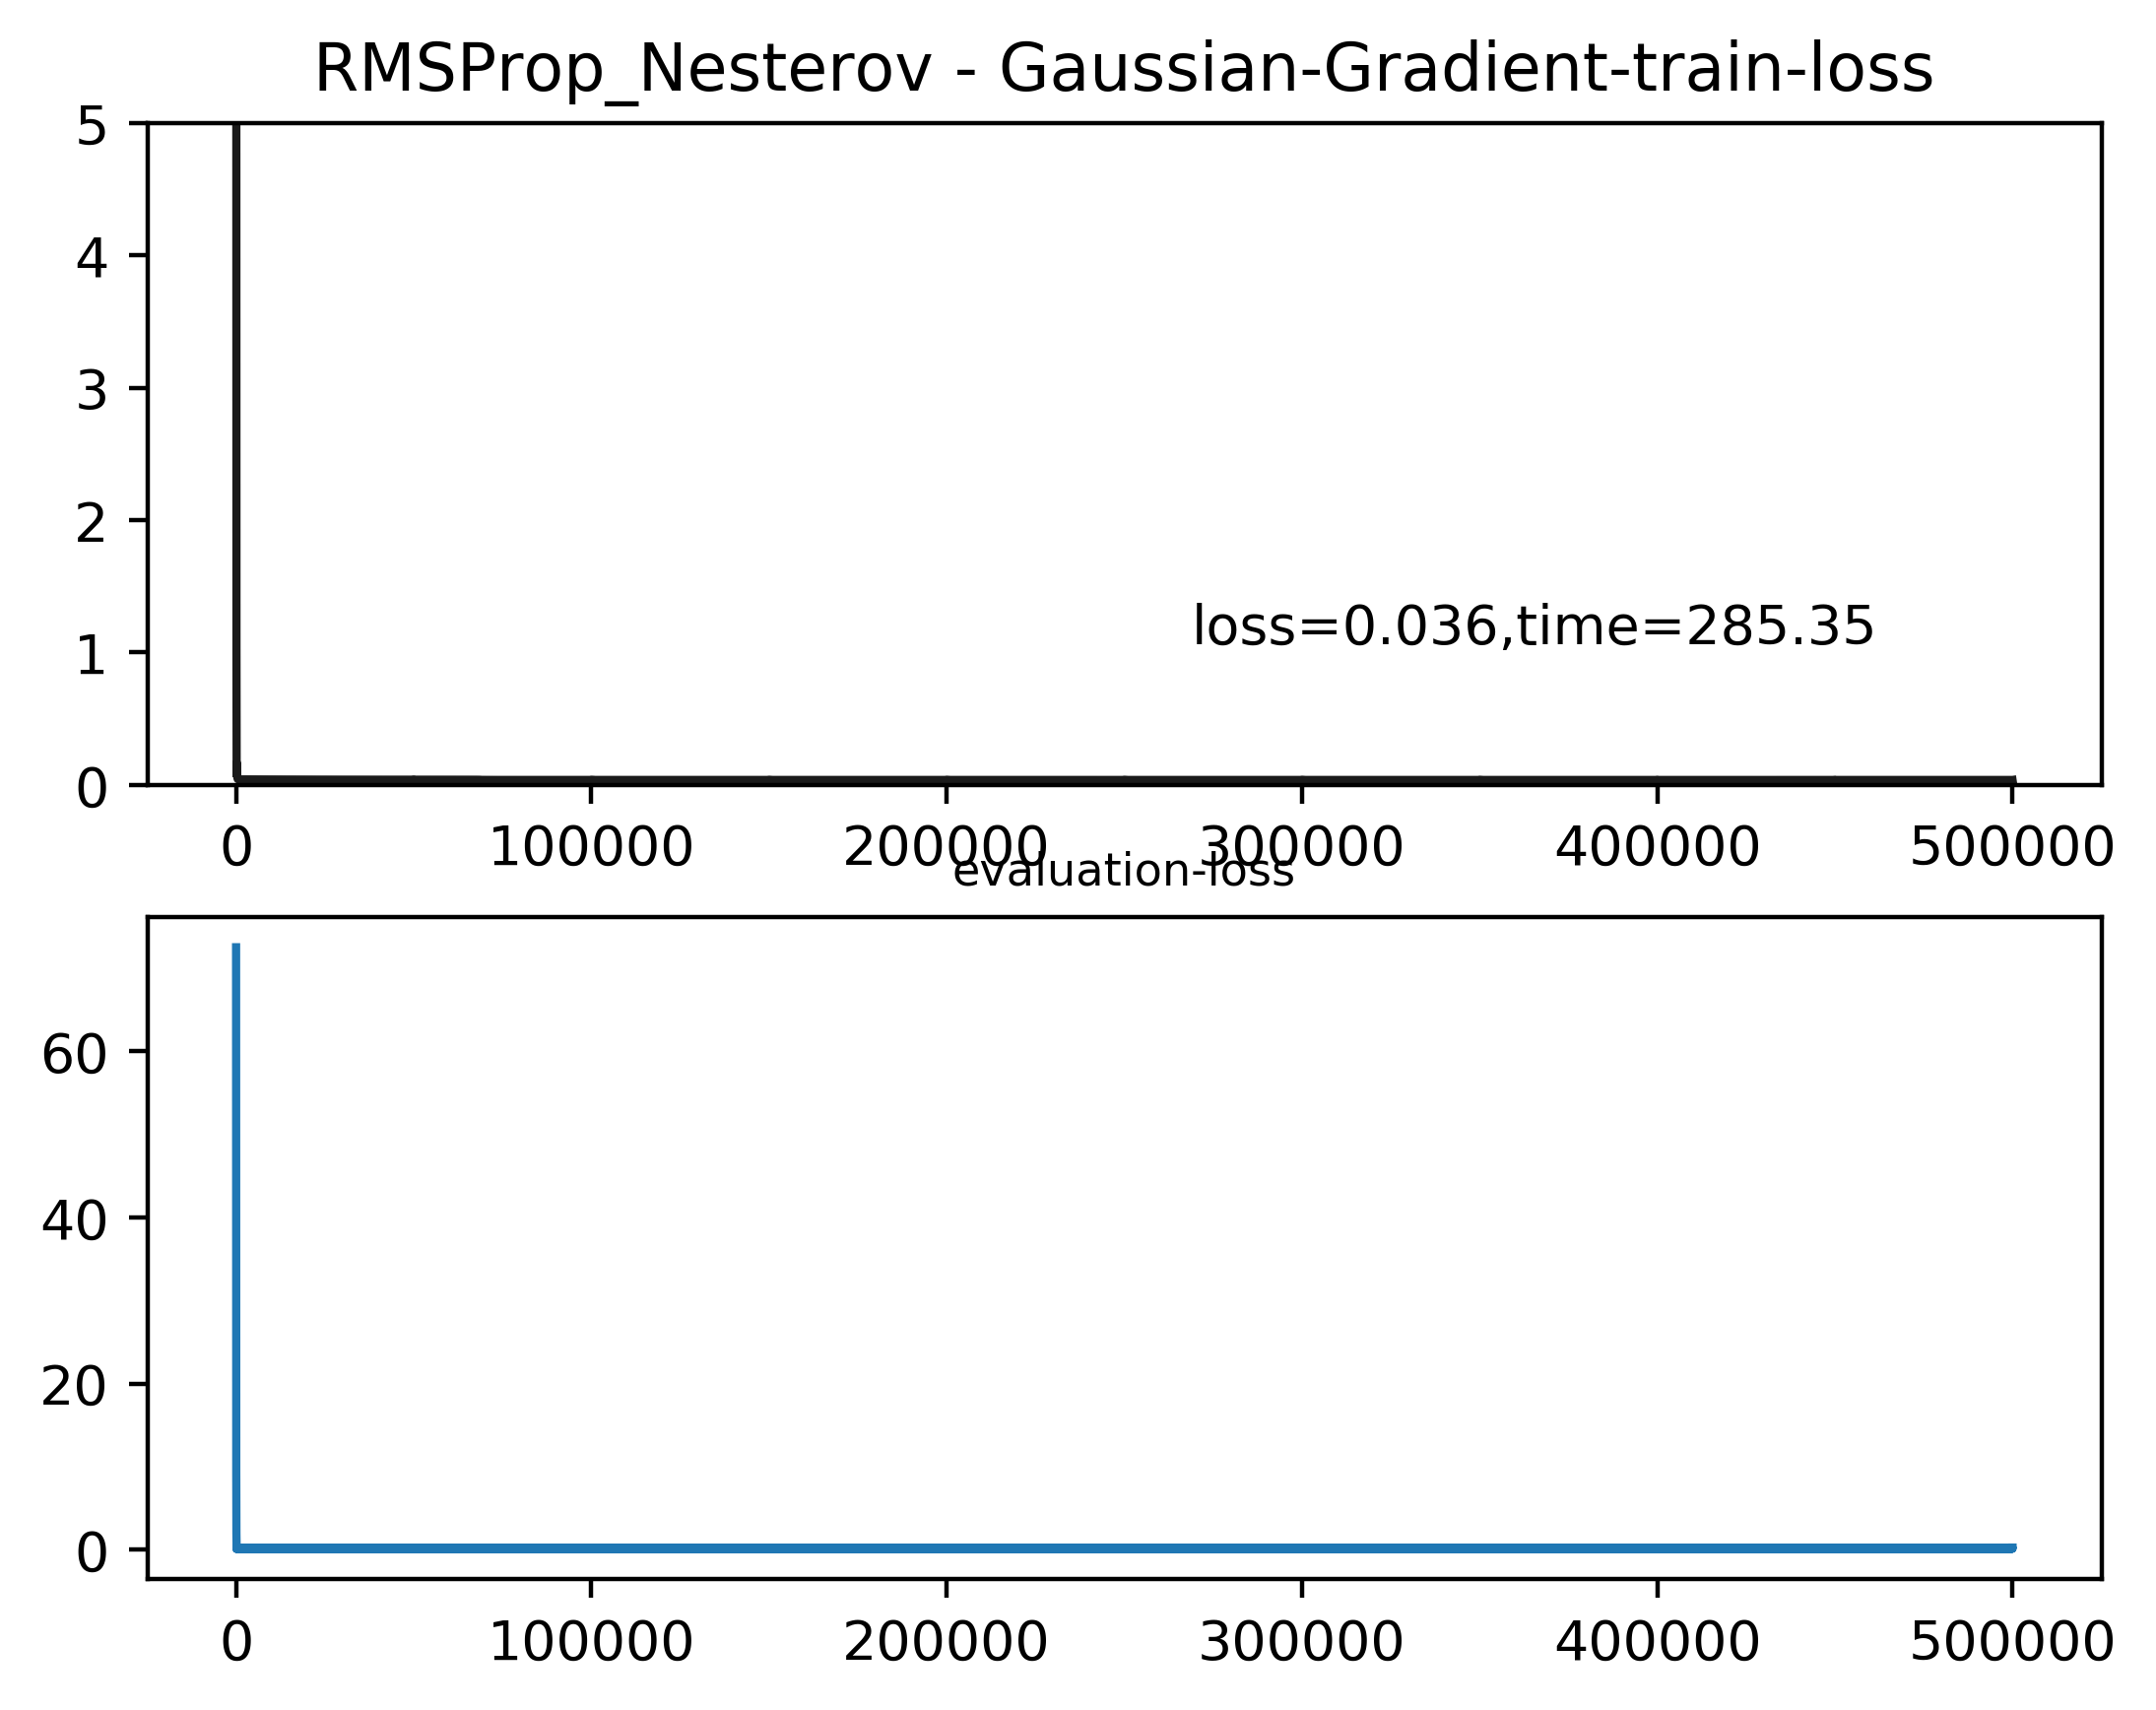 RMSProp_Nesterov - Gaussian-Gradient-train-loss
5
4
3
2
1
0
loss=0.036,time=285.35
0 100000 200000 300000 400000 500000
evaluation-loss
60
40
20
0
0 100000 200000 300000 400000 500000